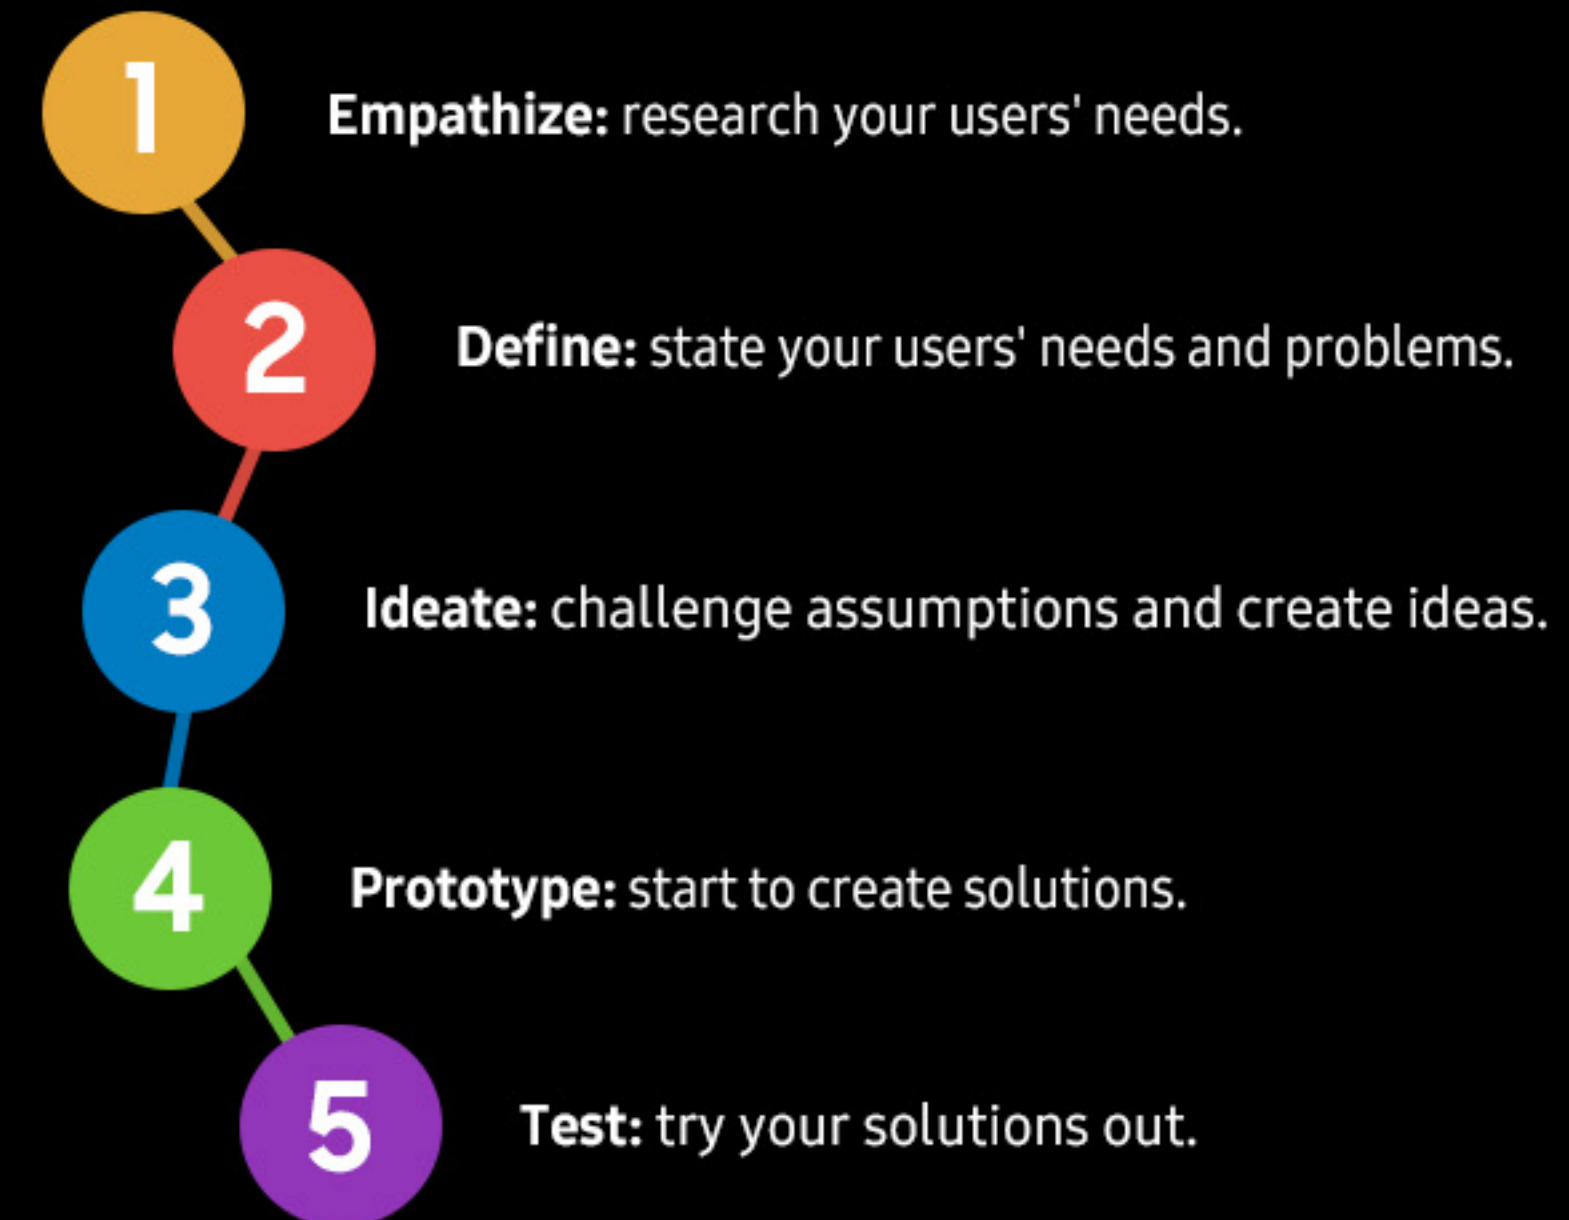 1
Empathize: research your users' needs.
2
Define: state your users' needs and problems.
3
Ideate: challenge assumptions and create ideas.
4
Prototype: start to create solutions.
5
Test: try your solutions out.